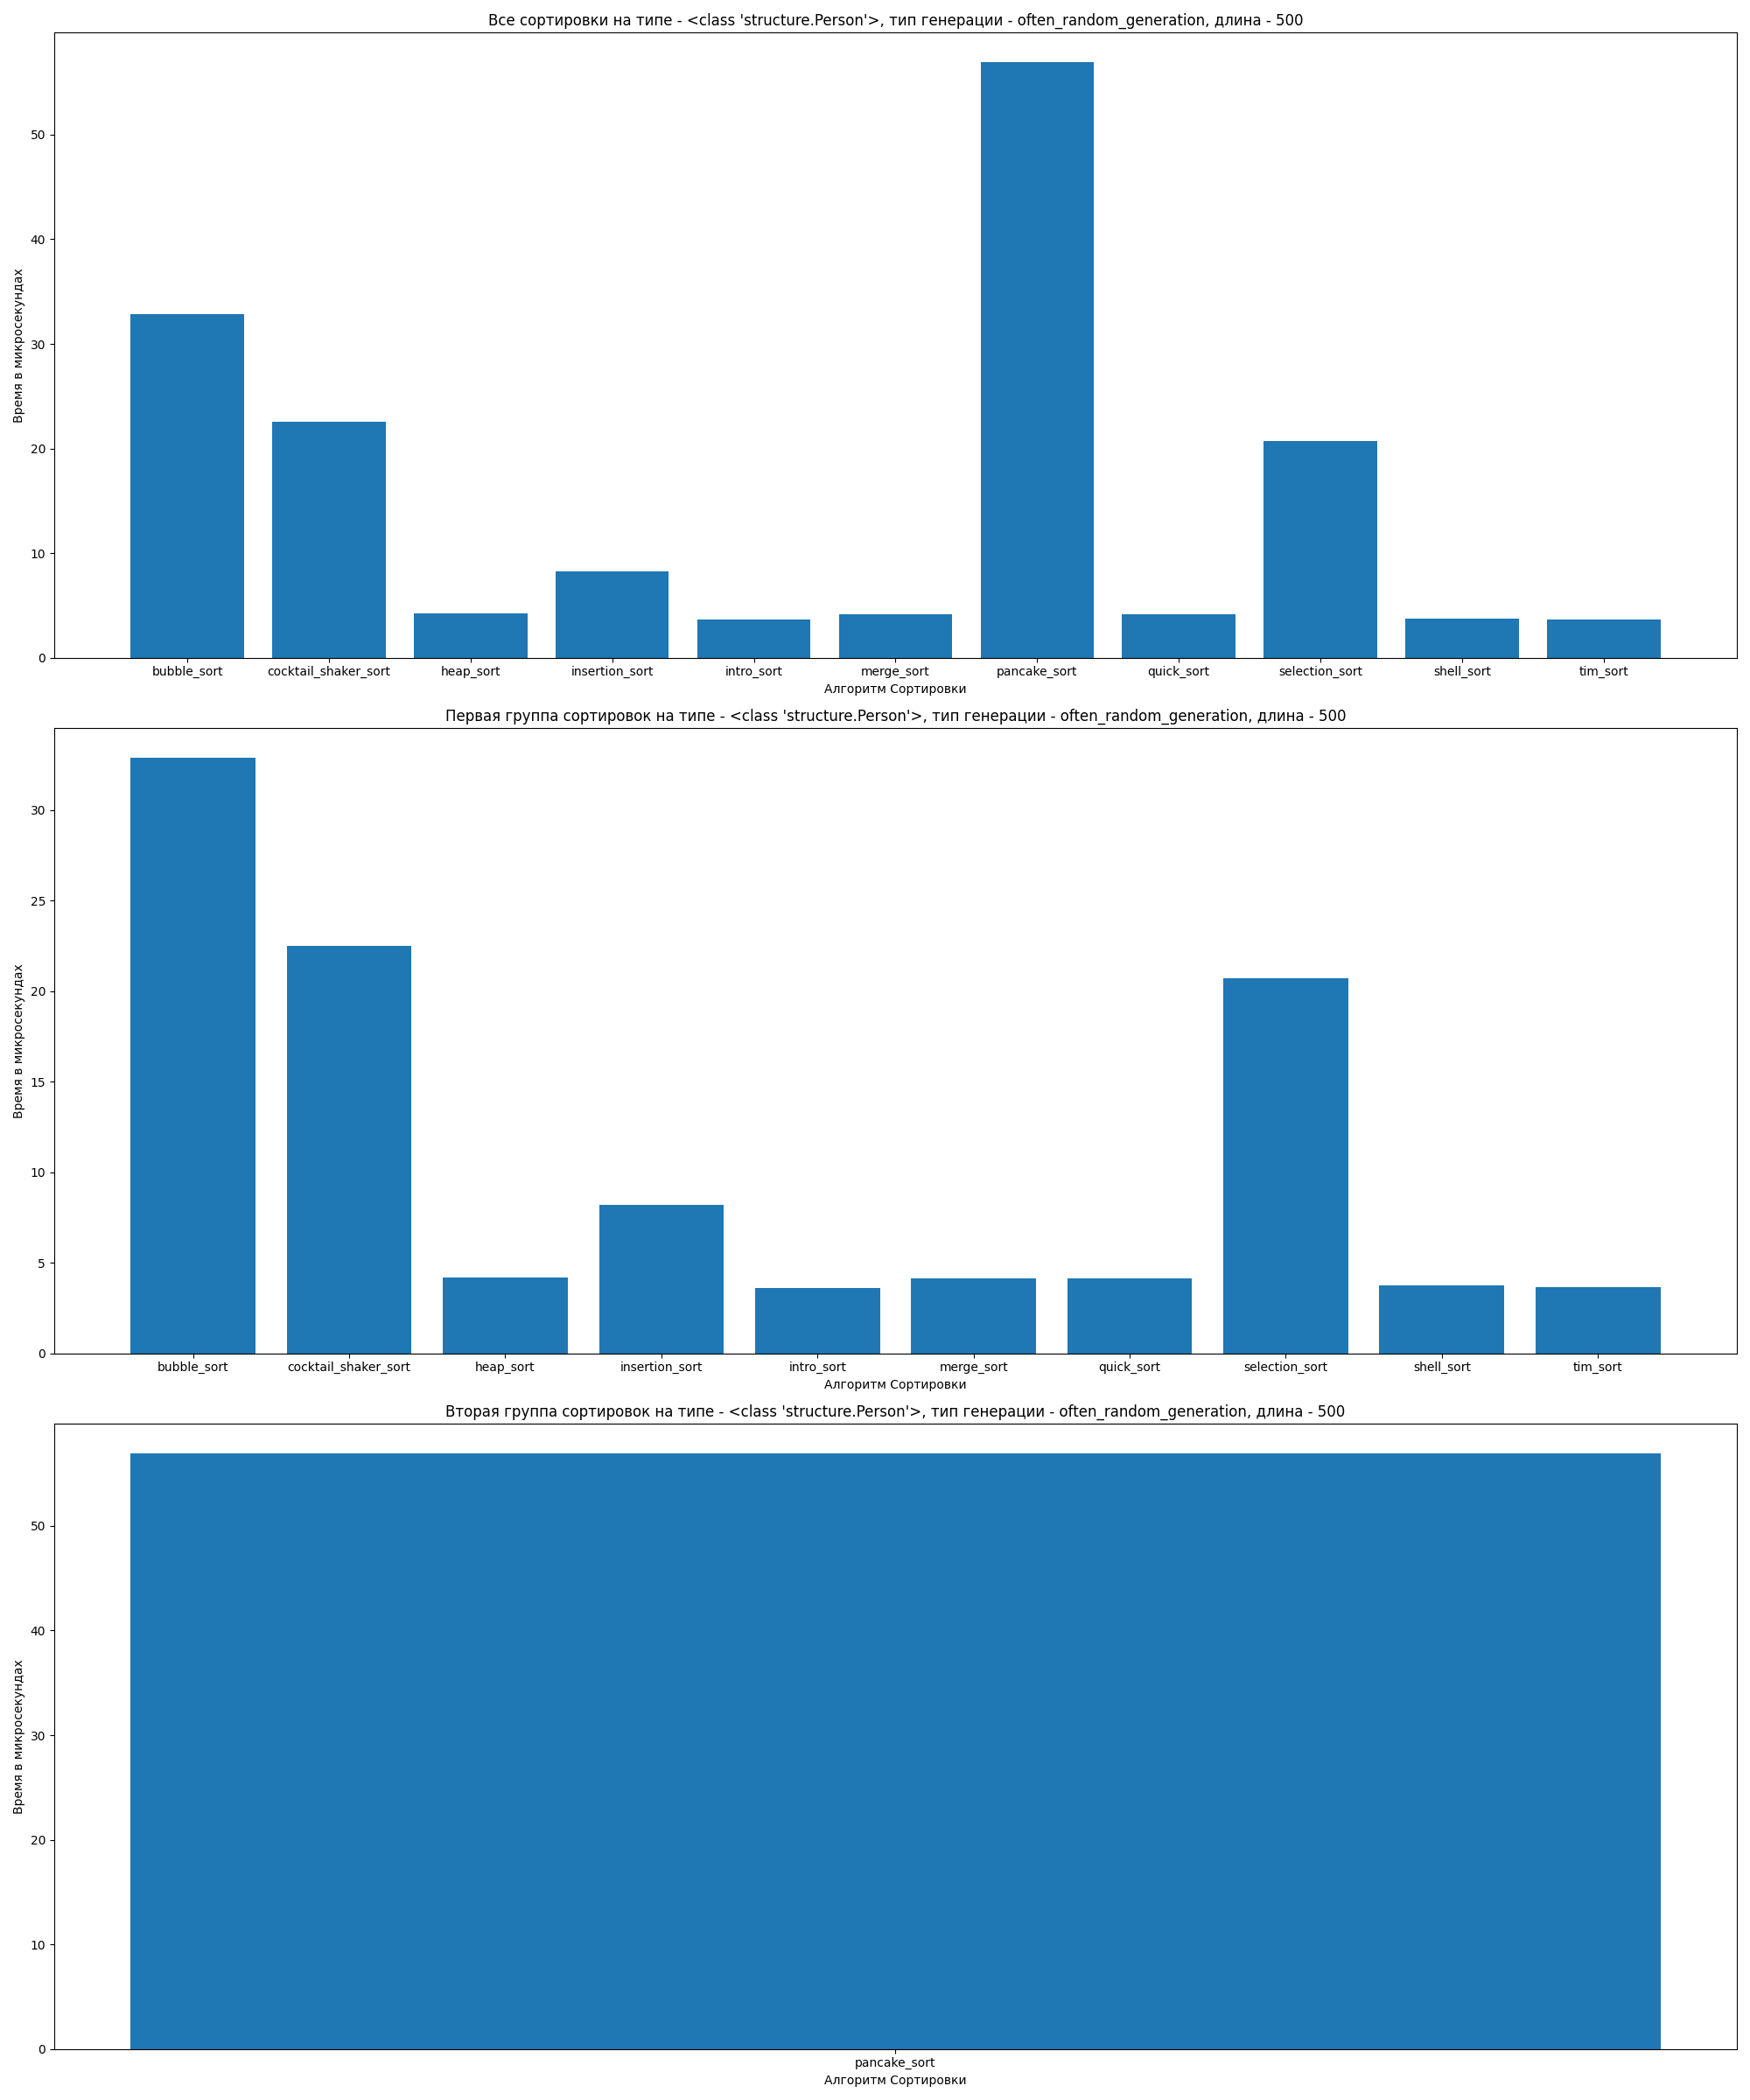 Все сортировки на типе - <class 'structure.Person'>, тип генерации - often_random_generation, длина - 500
50
40
30
20
10
0
Время в микросекундах
bubble_sort cocktail_shaker_sort heap_sort insertion_sort intro_sort merge_sort pancake_sort quick_sort selection_sort shell_sort tim_sort
Алгоритм Сортировки
Первая группа сортировок на типе - <class 'structure.Person'>, тип генерации - often_random_generation, длина - 500
30
25
20
15
10
5
0
Время в микросекундах
bubble_sort cocktail_shaker_sort heap_sort insertion_sort intro_sort merge_sort quick_sort selection_sort shell_sort tim_sort
Алгоритм Сортировки
Вторая группа сортировок на типе - <class 'structure.Person'>, тип генерации - often_random_generation, длина - 500
50
40
30
20
10
0
Время в микросекундах
pancake_sort
Алгоритм Сортировки